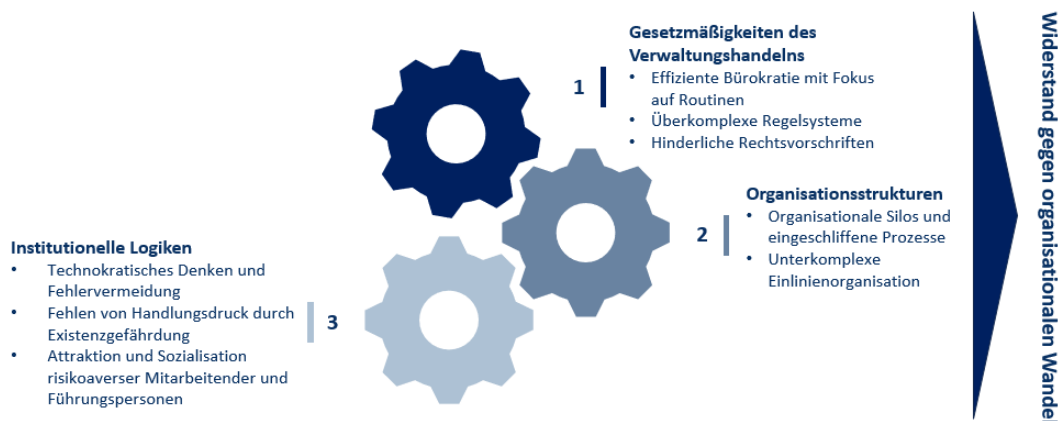 Gesetzmäßigkeiten des
Verwaltungshandelns
1
• Effiziente Bürokratie mit Fokus
auf Routinen
• Überkomplexe Regelsysteme
• Hinderliche Rechtsvorschriften
Organisationsstrukturen
2
• Organisationale Silos und
eingeschliffene Prozesse
• Unterkomplexe
Einlinienorganisation
Institutionelle Logiken
• Technokratisches Denken und
Fehlervermeidung
• Fehlen von Handlungsdruck durch
Existenzgefährdung
3
• Attraktion und Sozialisation
risikoaverser Mitarbeitender und
Führungspersonen
Widerstand gegen organisationalen Wandel